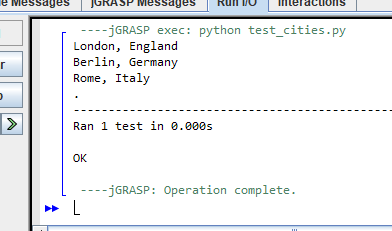 Messages
jGRASP Messages
Run I/O
Interactions
----jGRASP exec: python test_cities.py
London, England
Berlin, Germany
Rome, Italy
.
----------------------------------------------------------------------
Ran 1 test in 0.000s
OK
----jGRASP: Operation complete.